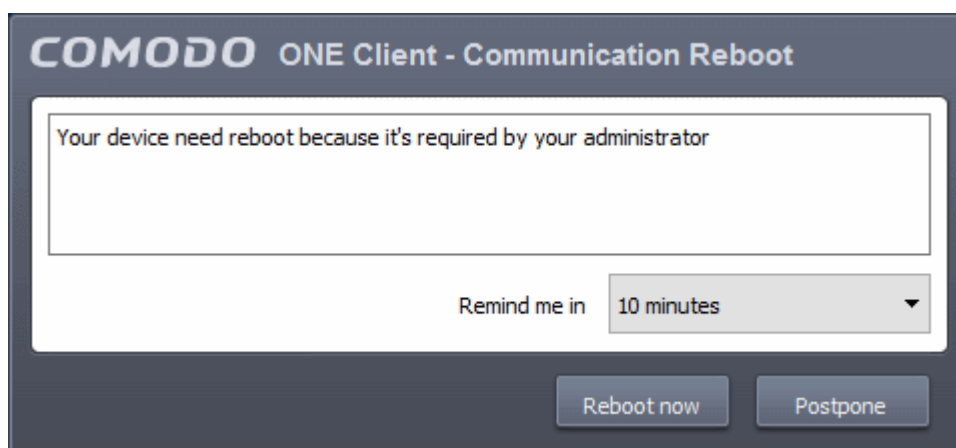 COMODO ONE Client - Communication Reboot
Your device need reboot because it's required by your administrator
Remind me in 10 minutes
Reboot now Postpone